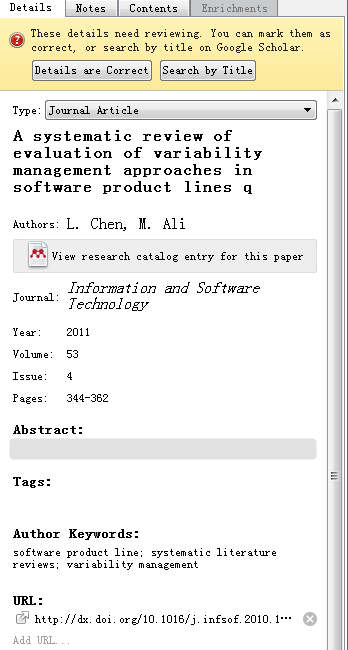 Details Notes Contents Enrichments
These details need reviewing. You can mark them as
correct, or search by title on Google Scholar.
Details are Correct Search by Title
Type: Journal Article
A systematic review of
evaluation of variability
management approaches in
software product lines q
Authors: L. Chen, M. Ali
View research catalog entry for this paper
Journal: Information and Software
Technology
Year: 2011
Volume: 53
Issue: 4
Pages: 344-362
Abstract:
Tags:
Author Keywords:
software product line; systematic literature
reviews; variability management
URL:
http://dx.doi.org/10.1016/j.infsof.2010.1···
Add URL...